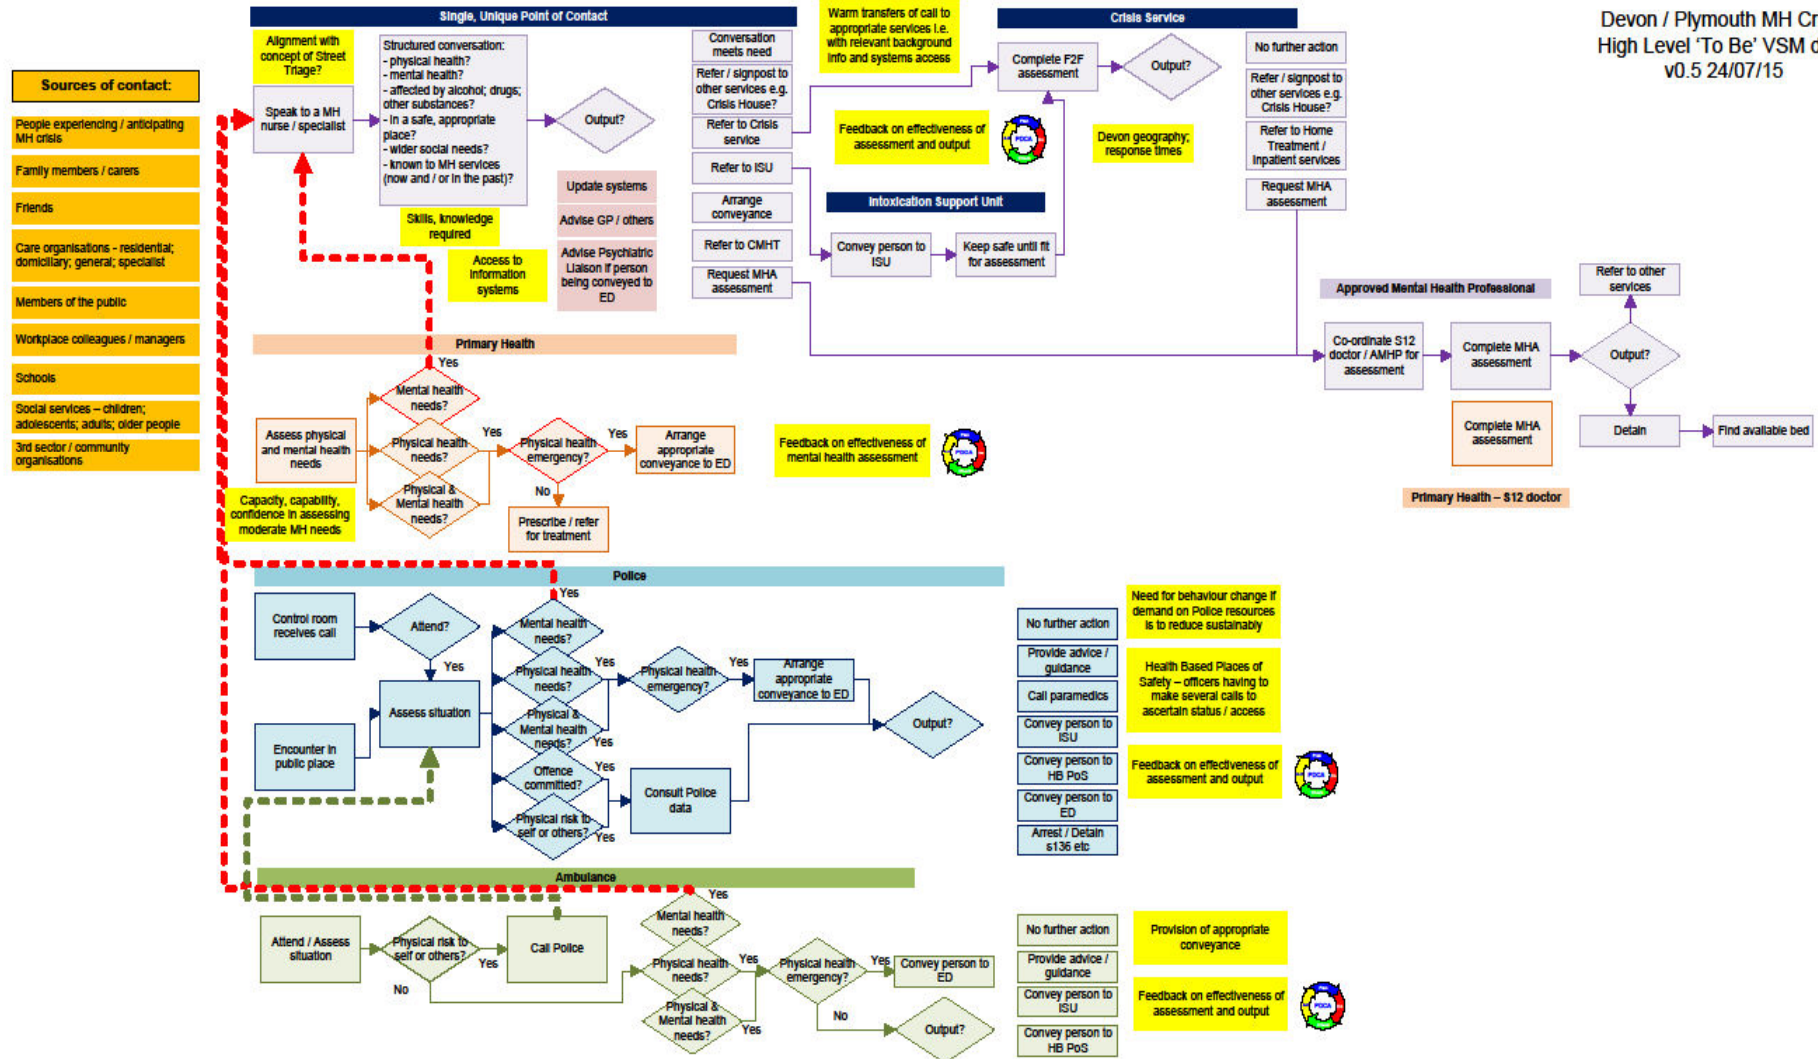 Devon / Plymouth MH Cr
High Level ‘To Be’ VSM d
v0.5 24/07/15
Sources of contact:
People experiencing / anticipating
MH crisis
Family members / carers
Friends
Care organisations - residential;
domiciliary; general; specialist
Members of the public
Workplace colleagues / managers
Schools
Social services – children;
adolescents; adults; older people
3rd sector / community
organisations
Single, Unique Point of Contact
Alignment with
concept of Street
Triage?
Speak to a MH
nurse / specialist
Structured conversation:
- physical health?
- mental health?
- affected by alcohol; drugs;
other substances?
- in a safe, appropriate
place?
- wider social needs?
- known to MH services
(now and / or in the past)?
Output?
Skills, knowledge
required
Access to
information
systems
Update systems
Advise GP / others
Advise Psychiatric
Liaison if person
being conveyed to
ED
Conversation
meets need
Refer / signpost to
other services e.g.
Crisis House?
Refer to Crisis
service
Refer to ISU
Arrange
conveyance
Refer to CMHT
Request MHA
assessment
Warm transfers of call to
appropriate services i.e.
with relevant background
info and systems access
Feedback on effectiveness of
assessment and output
PDCA
Crisis Service
Complete F2F
assessment
Output?
Devon geography;
response times
No further action
Refer / signpost to
other services e.g.
Crisis House?
Refer to Home
Treatment /
Inpatient services
Request MHA
assessment
Intoxication Support Unit
Convey person to
ISU
Keep safe until fit
for assessment
Approved Mental Health Professional
Co-ordinate S12
doctor / AMHP for
assessment
Complete MHA
assessment
Output?
Refer to other
services
Detain
Find available bed
Complete MHA
assessment
Primary Health – S12 doctor
Primary Health
Assess physical
and mental health
needs
Yes
Mental health
needs?
Physical health
needs?
Yes
Physical &
Mental health
needs?
Physical health
emergency?
Yes
Arrange
appropriate
conveyance to ED
No
Prescribe / refer
for treatment
Capacity, capability,
confidence in assessing
moderate MH needs
Feedback on effectiveness of
mental health assessment
PDCA
Police
Control room
receives call
Attend?
Yes
Encounter in
public place
Assess situation
Yes
Mental health
needs?
Physical health
needs?
Yes
Physical &
Mental health
needs?
Yes
Offence
committed?
Yes
Physical risk to
self or others?
Yes
Physical health
emergency?
Yes
Arrange
appropriate
conveyance to ED
Consult Police
data
Output?
No further action
Provide advice /
guidance
Call paramedics
Convey person to
ISU
Convey person to
HB PoS
Convey person to
ED
Arrest / Detain
s136 etc
Need for behaviour change if
demand on Police resources
is to reduce sustainably
Health Based Places of
Safety – officers having to
make several calls to
ascertain status / access
Feedback on effectiveness of
assessment and output
PDCA
Ambulance
Attend / Assess
situation
Physical risk to
self or others?
Yes
No
Call Police
Yes
Mental health
needs?
Physical health
needs?
Yes
Physical &
Mental health
needs?
Yes
Physical health
emergency?
Yes
Convey person to
ED
No
Output?
No further action
Provide advice /
guidance
Convey person to
ISU
Convey person to
HB PoS
Provision of appropriate
conveyance
Feedback on effectiveness of
assessment and output
PDCA